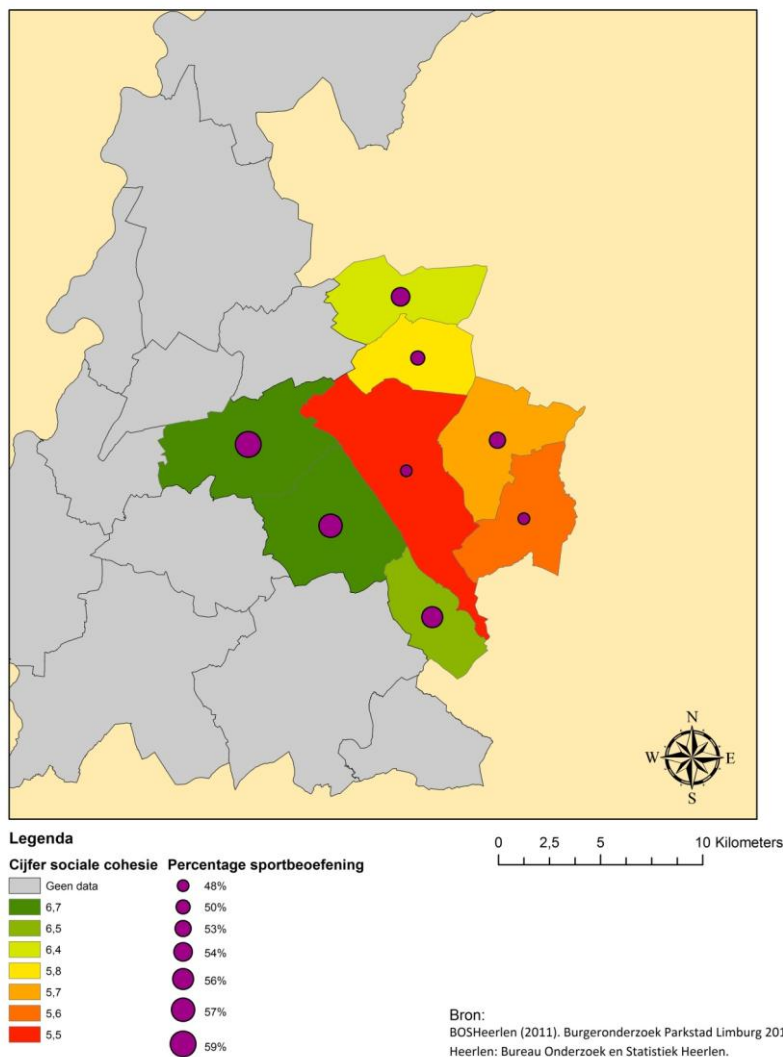 N
W E
S
Legenda
0 2,5 5 10 Kilometers
Cijfer sociale cohesie Percentage sportbeoefening
Geen data
6,7
6,5
6,4
5,8
5,7
5,6
5,5
48%
50%
53%
54%
56%
57%
59%
Bron:
BOSHeerlen (2011). Burgeronderzoek Parkstad Limburg 201
Heerlen: Bureau Onderzoek en Statistiek Heerlen.